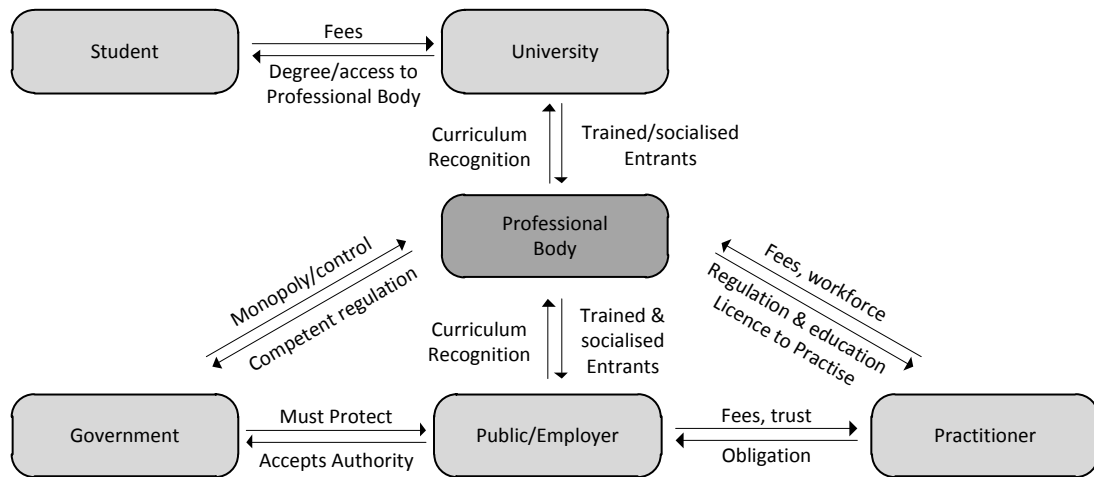 Student
Fees
University
Degree/access to
Professional Body
Curriculum
Recognition
Trained/socialised
Entrants
Professional
Body
Monopoly/control
Competent regulation
Curriculum
Recognition
Trained &
socialised
Entrants
Fees, workforce
Regulation & education
Licence to Practise
Government
Must Protect
Accepts Authority
Public/Employer
Fees, trust
Obligation
Practitioner